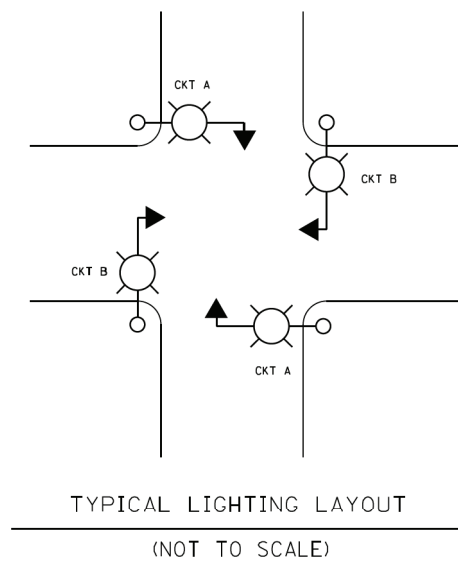 CKT A
CKT B
CKT B
CKT A
TYPICAL LIGHTING LAYOUT
(NOT TO SCALE)